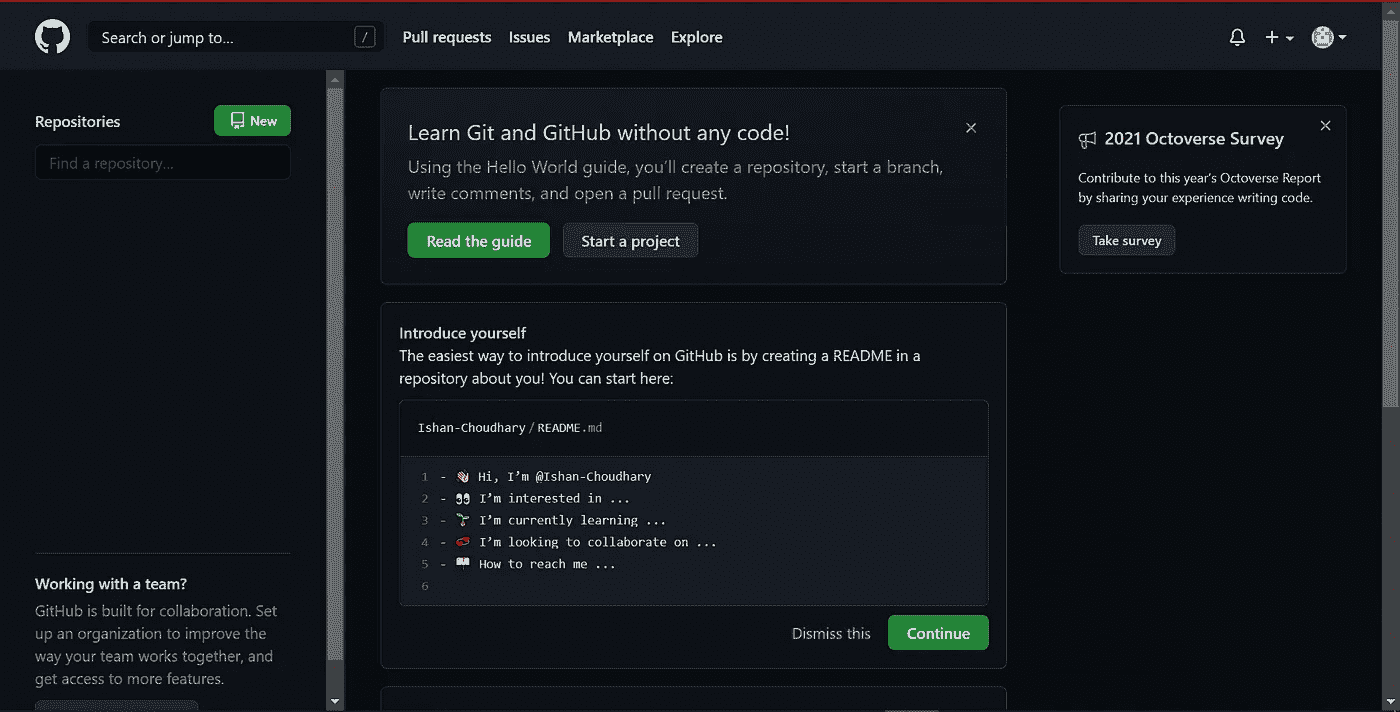 Search or jump to... /
Pull requests Issues Marketplace Explore
Repositories
New
Find a repository...
Working with a team?
GitHub is built for collaboration. Set
up an organization to improve the
way your team works together, and
get access to more features.
Learn Git and GitHub without any code!
Using the Hello World guide, you’ll create a repository, start a branch,
write comments, and open a pull request.
Read the guide Start a project
Introduce yourself
The easiest way to introduce yourself on GitHub is by creating a README in a
repository about you! You can start here:
Ishan-Choudhary/README.md
1 - 👋 Hi, I’m @Ishan-Choudhary
2 - 👀 I’m interested in ...
3 - 🌱 I’m currently learning ...
4 - 💞️ I’m looking to collaborate on ...
5 - 📫 How to reach me ...
6
Dismiss this Continue
2021 Octoverse Survey
Contribute to this year’s Octoverse Report
by sharing your experience writing code.
Take survey